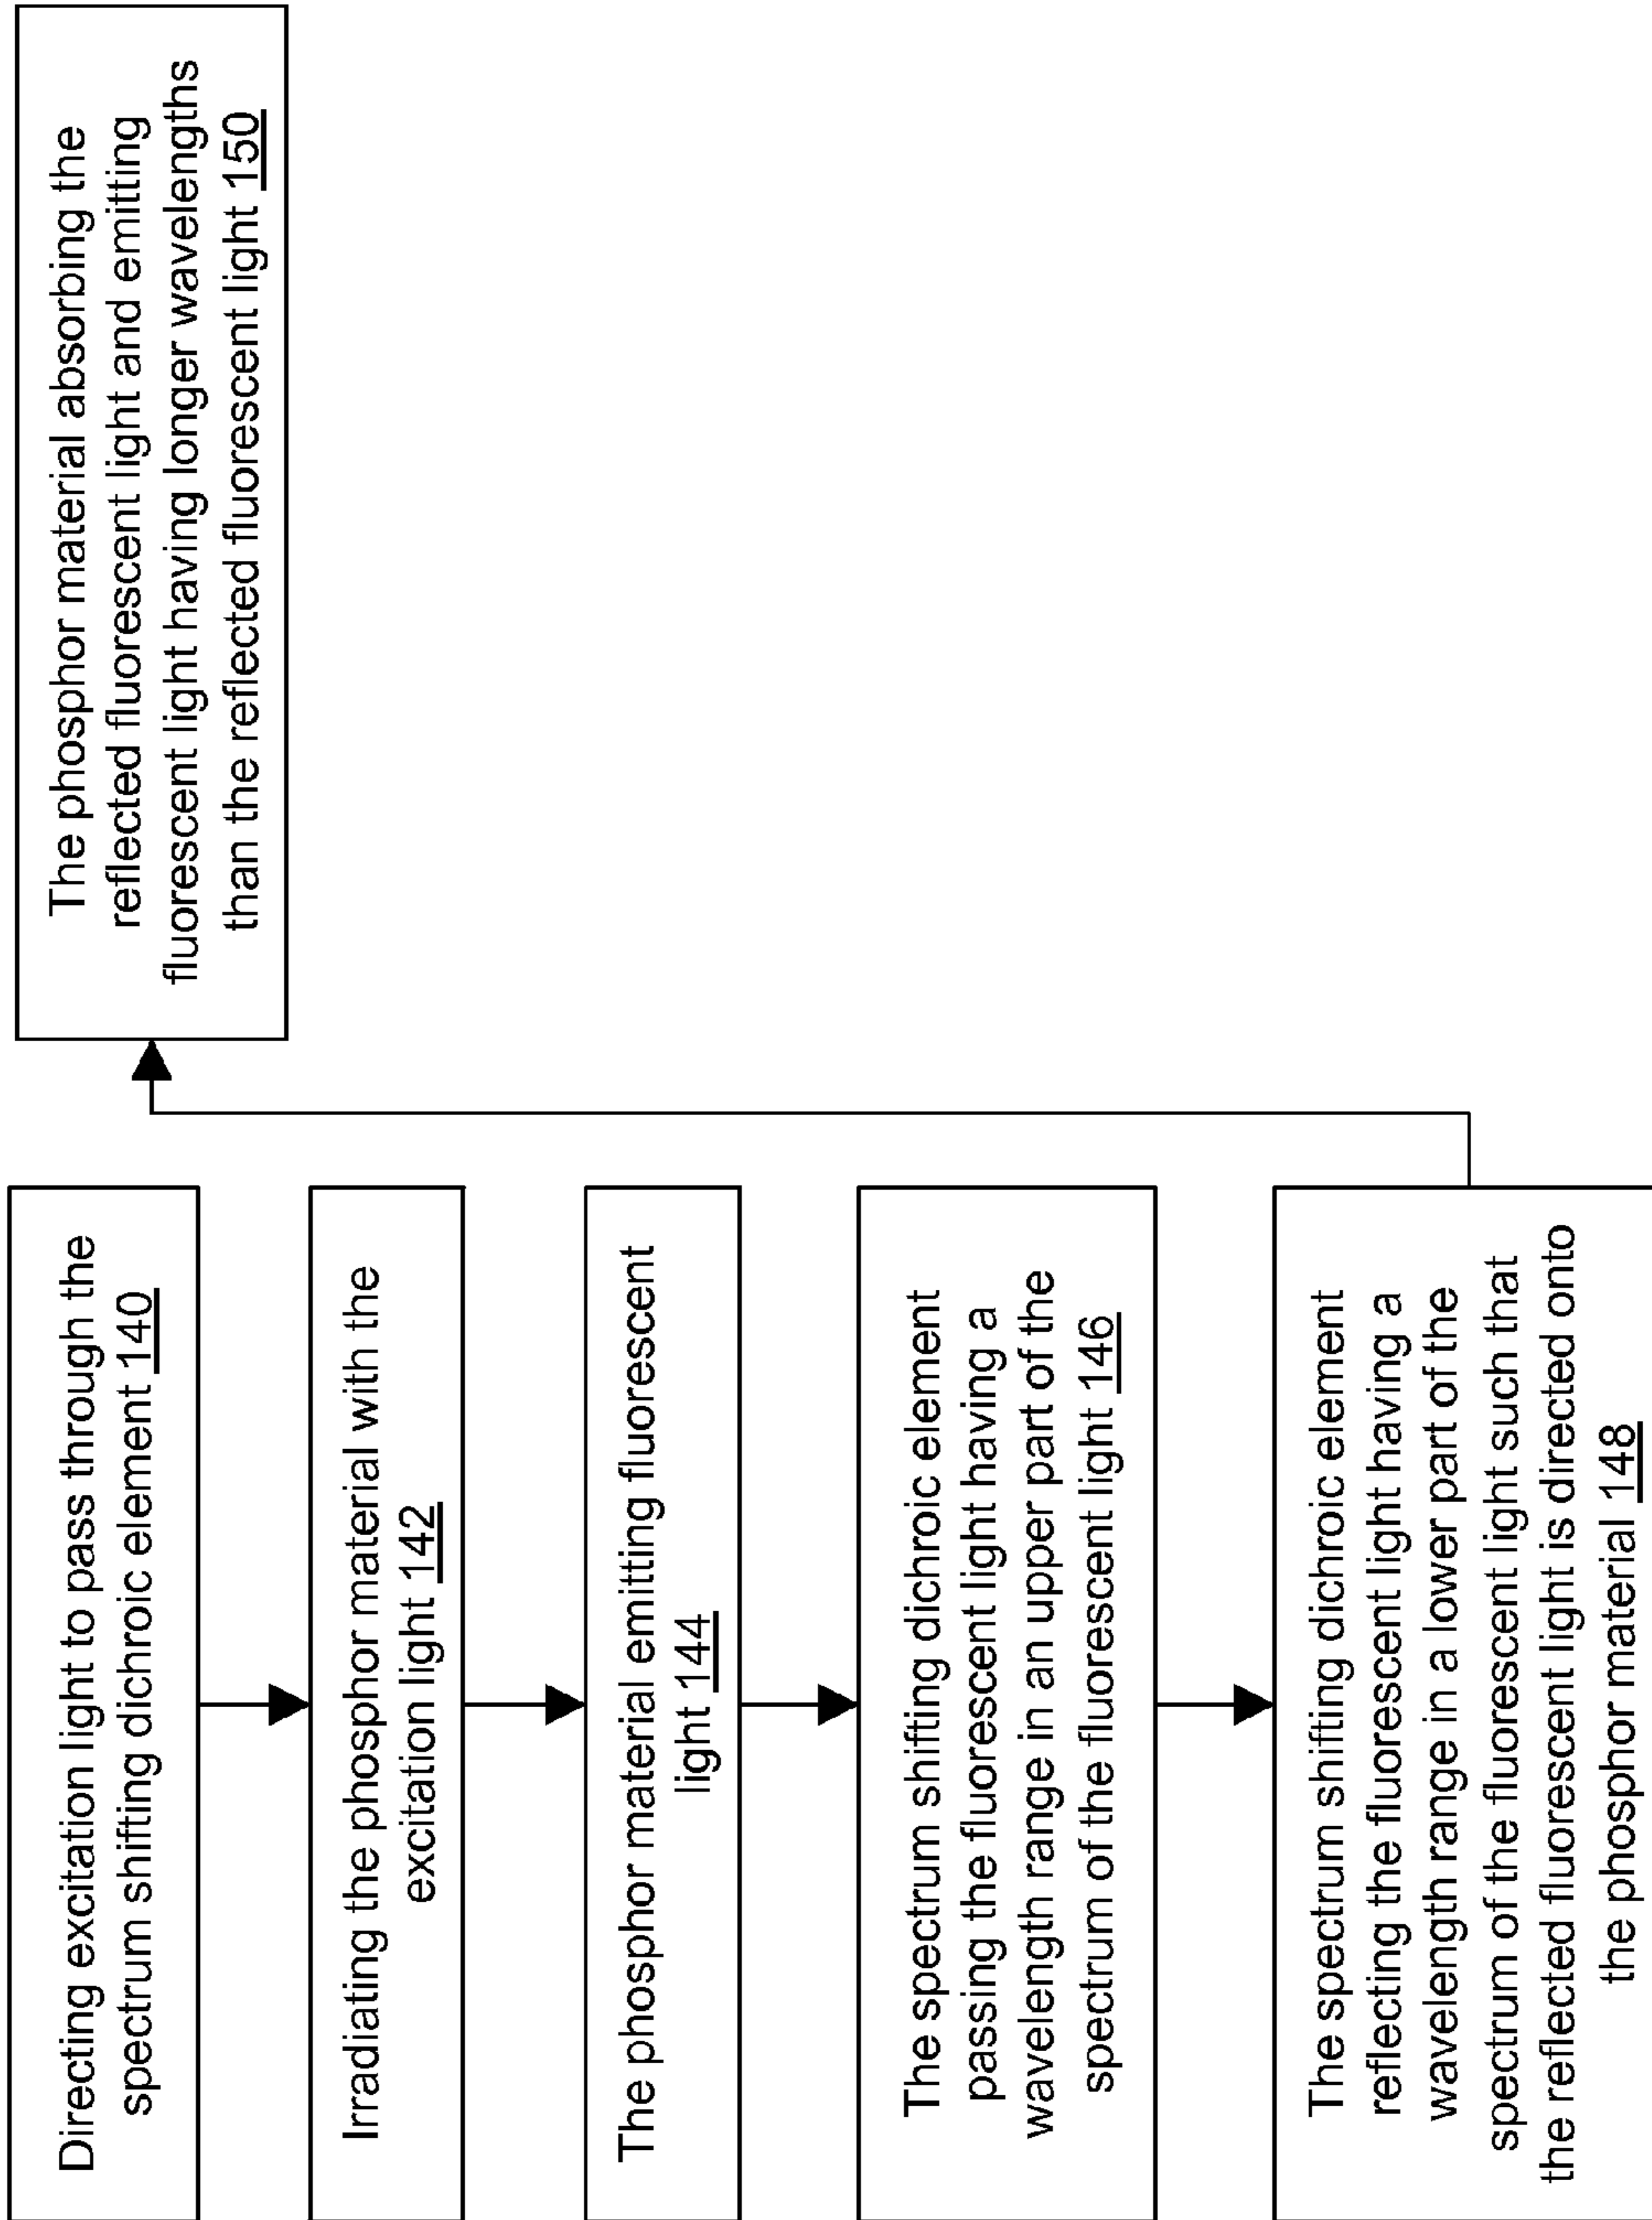 Directing excitation light to pass through the
spectrum shifting dichroic element 140
Irradiating the phosphor material with the
excitation light 142
The phosphor material emitting fluorescent
light 144
The spectrum shifting dichroic element
passing the fluorescent light having a
wavelength range in an upper part of the
spectrum of the fluorescent light 146
The spectrum shifting dichroic element
reflecting the fluorescent light having a
wavelength range in a lower part of the
spectrum of the fluorescent light such that
the reflected fluorescent light is directed onto
the phosphor material 148
The phosphor material absorbing the
reflected fluorescent light and emitting
fluorescent light having longer wavelengths
than the reflected fluorescent light 150